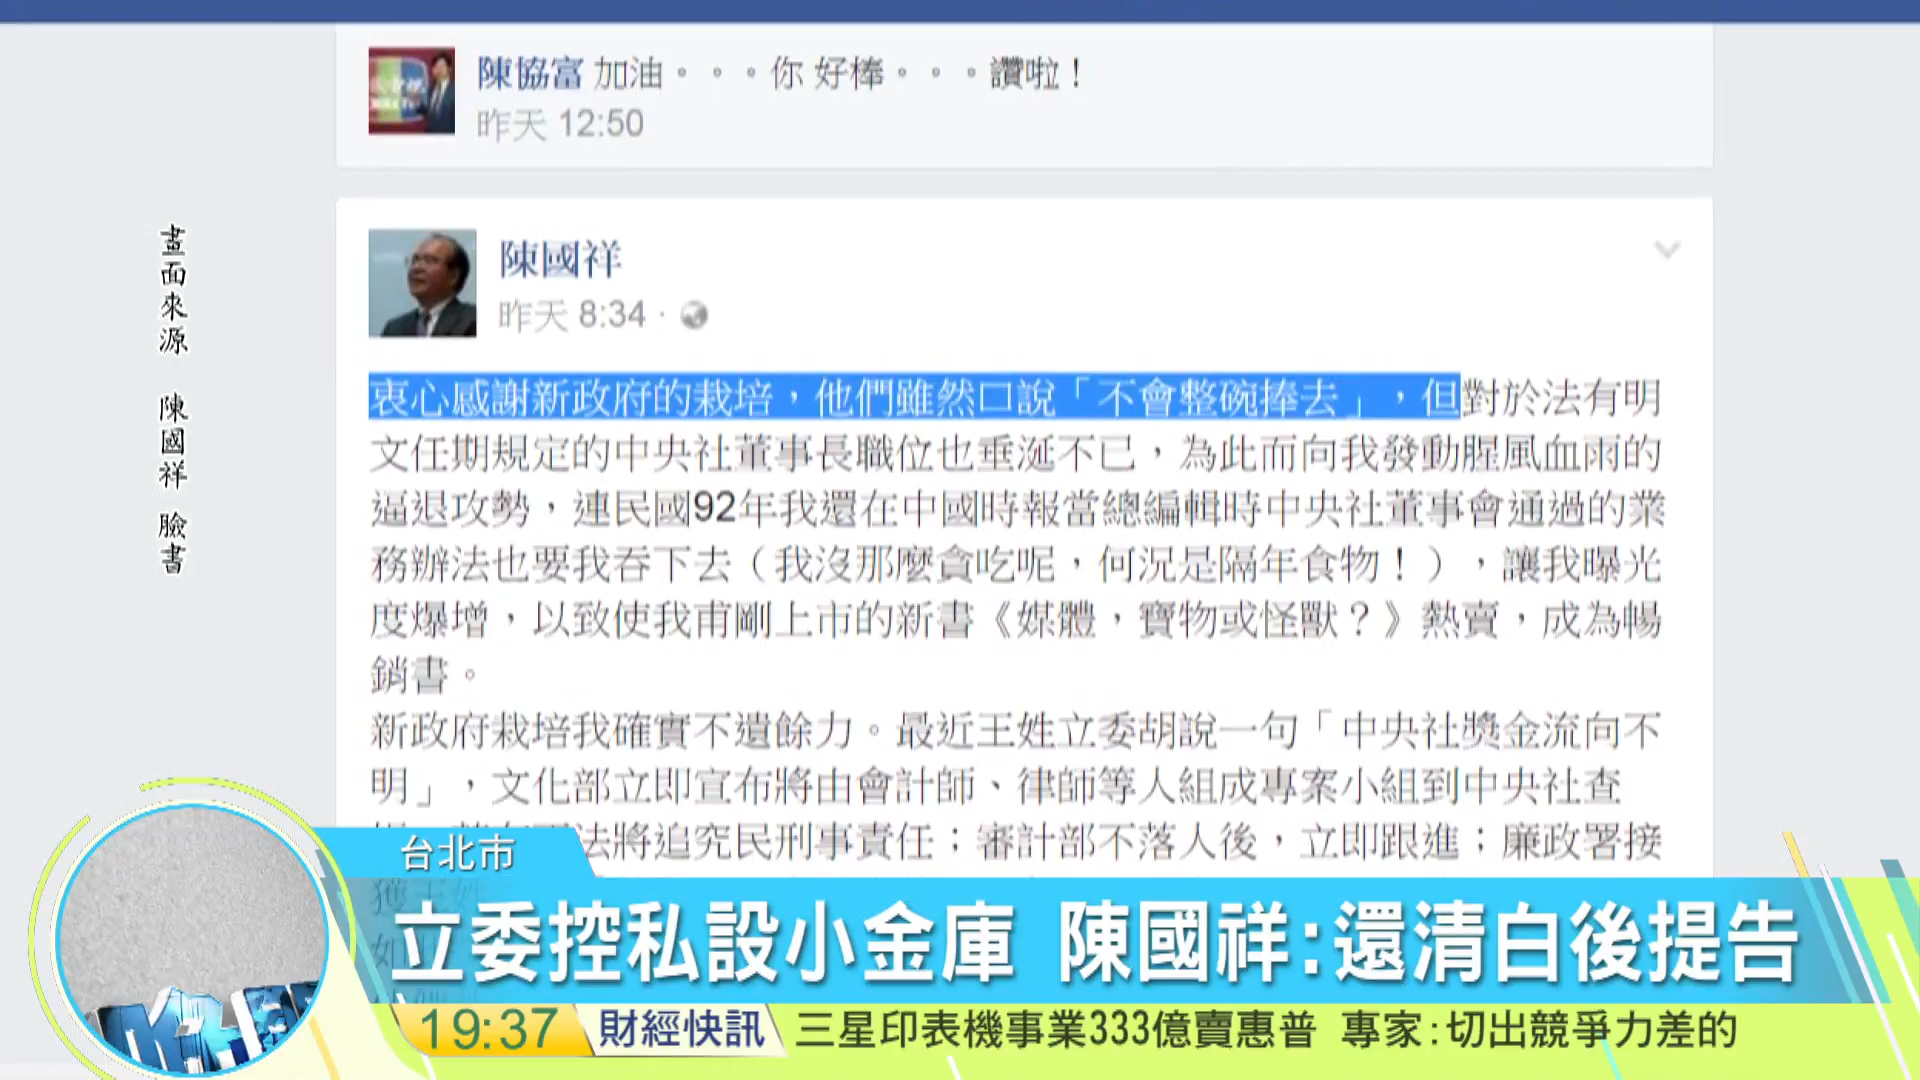 陳協富 加油。。。你 好棒。。。讚啦！
昨天 12:50
畫面來源 陳國祥 臉書
陳國祥
昨天 8:34
衷心感謝新政府的栽培，他們雖然口說「不會整碗捧去」，但對於法有明
文任期規定的中央社董事長職位也垂涎不已，為此而向我發動腥風血雨的
逼退攻勢，連民國92年我還在中國時報當總編輯時中央社董事會通過的業
務辦法也要我吞下去（我沒那麼貪吃呢，何況是隔年食物！），讓我曝光
度爆增，以致使我甫剛上市的新書《媒體，寶物或怪獸？》熱賣，成為暢
銷書。
新政府栽培我確實不遺餘力。最近王姓立委胡說一句「中央社獎金流向不
明」，文化部立即宣布將由會計師、律師等人組成專案小組到中央社查
法將追究民刑事責任；審計部不落人後，立即跟進；廉政署接
台北市
立委控私設小金庫 陳國祥:還清白後提告
19:37 財經快訊 三星印表機事業333億賣惠普 專家:切出競爭力差的